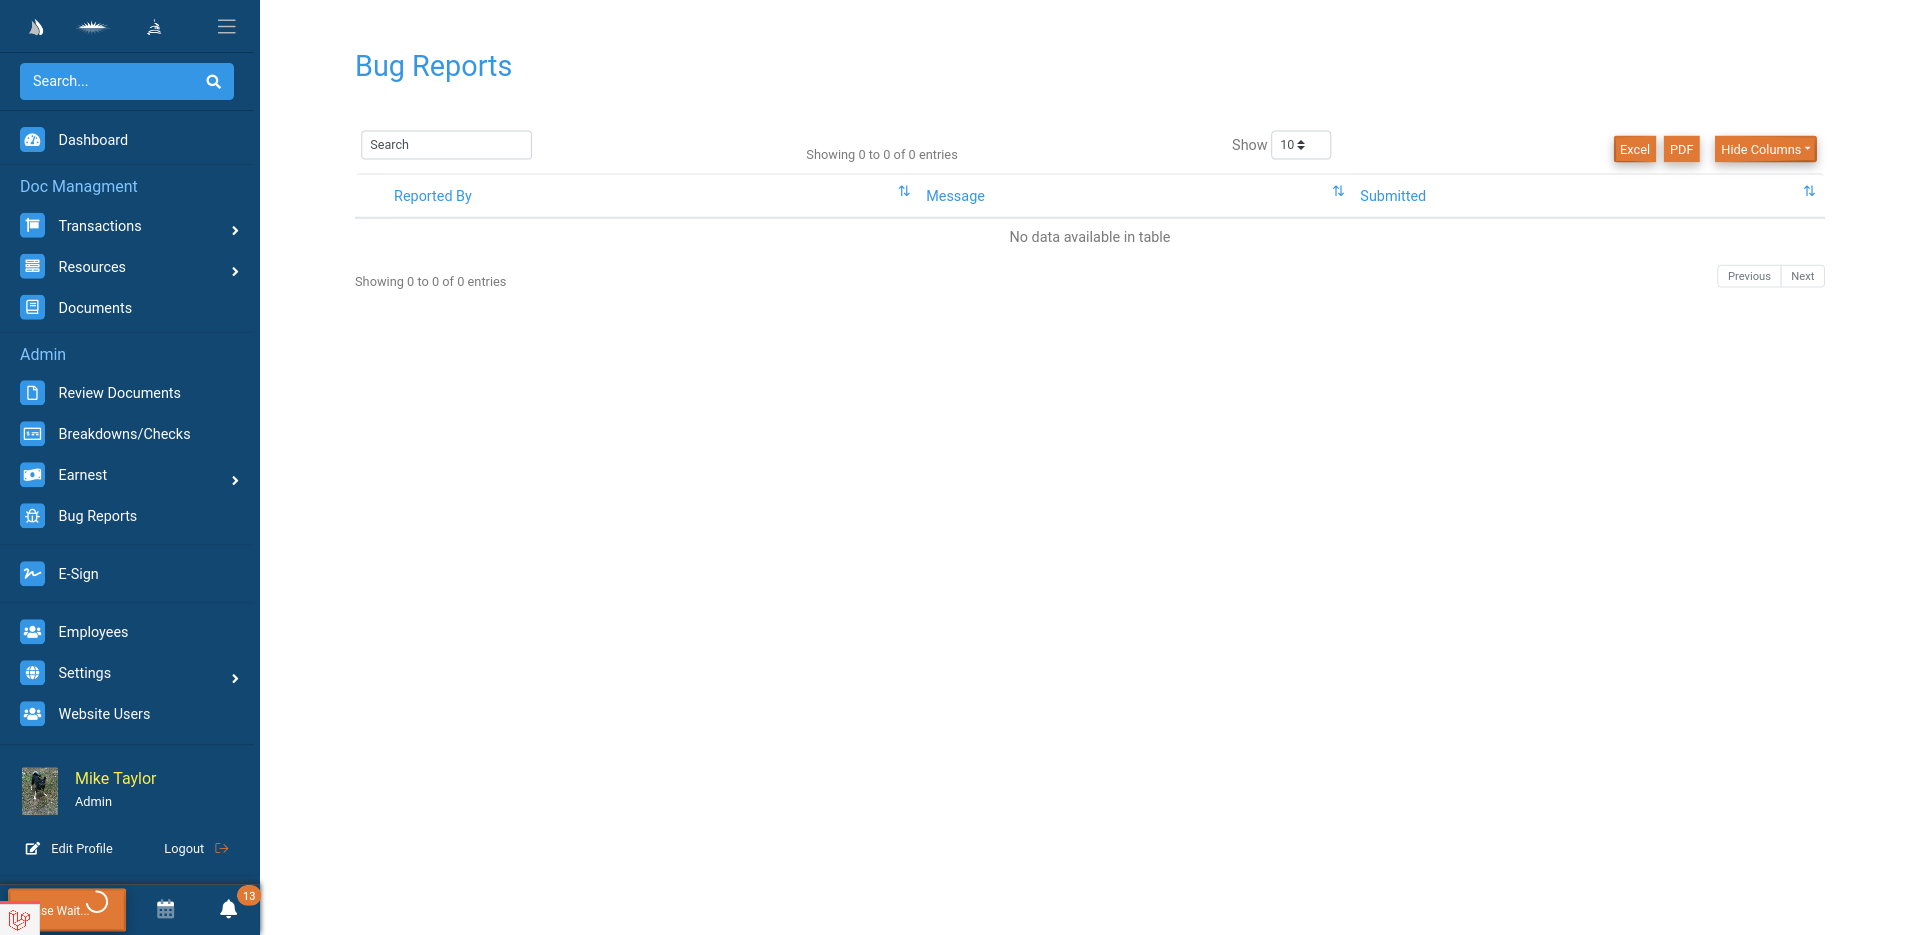 Search...
Dashboard
Doc Managment
Transactions
Resources
Documents
Admin
Review Documents
Breakdowns/Checks
Earnest
Bug Reports
E-Sign
Employees
Settings
Website Users
Mike Taylor
Admin
Edit Profile
Logout
se Wait...
13
Bug Reports
Search
Showing 0 to 0 of 0 entries
Show 10
Excel PDF Hide Columns
Reported By Message Submitted
No data available in table
Showing 0 to 0 of 0 entries
Previous Next